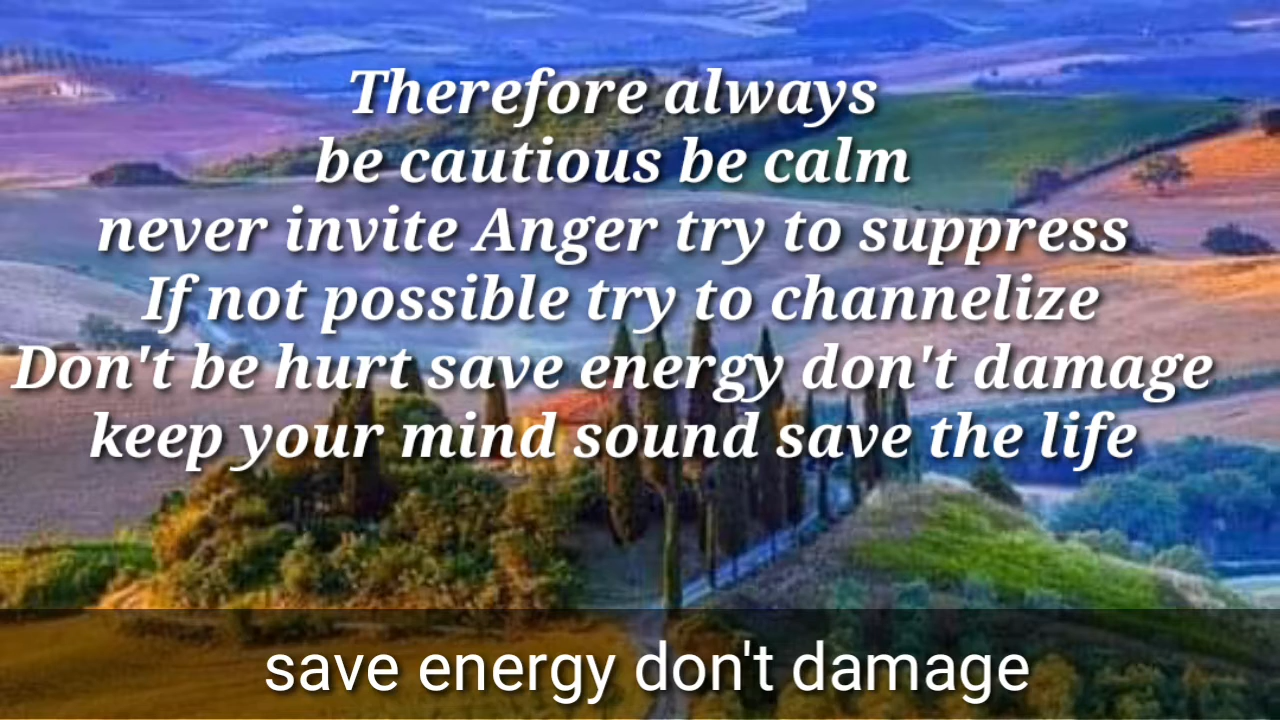 Therefore always
be cautious be calm
never invite Anger try to suppress
If not possible try to channelize
Don't be hurt save energy don't damage
keep your mind sound save the life
save energy don't damage